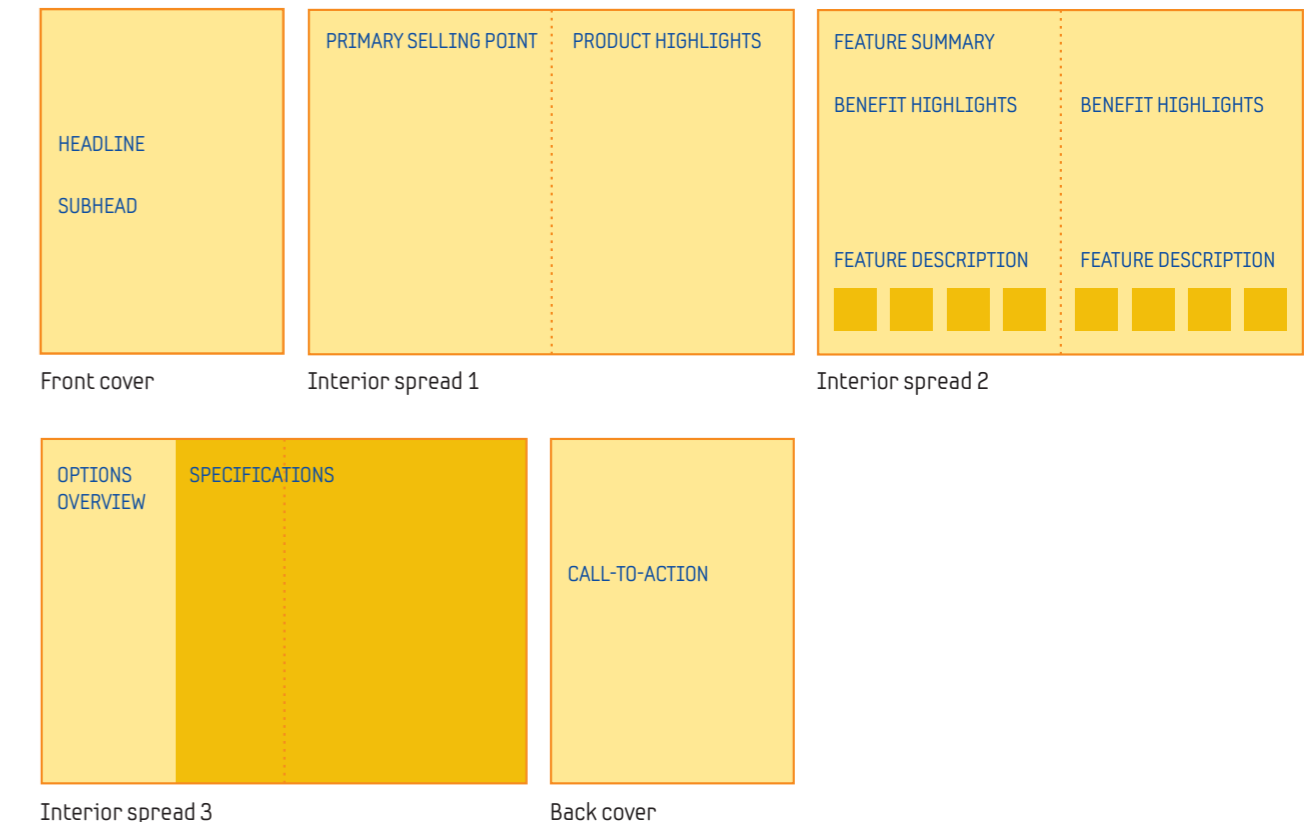 HEADLINE
SUBHEAD
Front cover
PRIMARY SELLING POINT
PRODUCT HIGHLIGHTS
Interior spread 1
FEATURE SUMMARY
BENEFIT HIGHLIGHTS
BENEFIT HIGHLIGHTS
FEATURE DESCRIPTION
FEATURE DESCRIPTION
Interior spread 2
OPTIONS
OVERVIEW
SPECIFICATIONS
Interior spread 3
CALL-TO-ACTION
Back cover